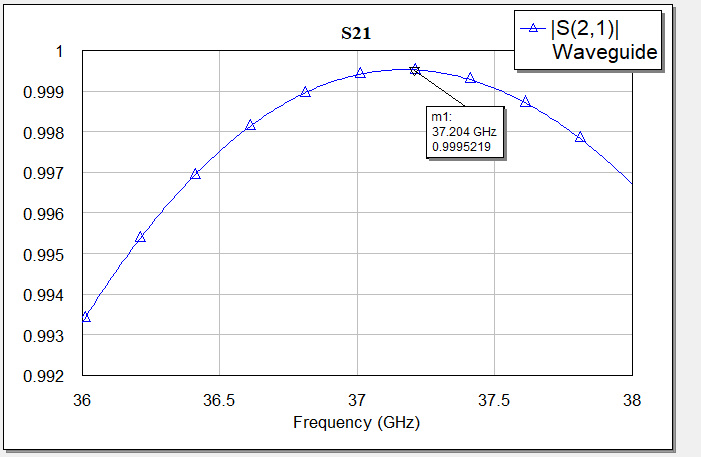 S21
|S(2,1)|
Waveguide
1
0.999
0.998
0.997
0.996
0.995
0.994
0.993
0.992
m1:
37.204 GHz
0.9995219
36 36.5 37 37.5 38
Frequency (GHz)